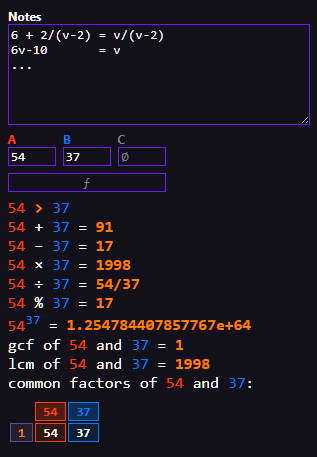 Notes
6 + 2/(v-2) = v/(v-2)
6v-10       = v
...
A B C
54 37 Ø
ƒ
54 > 37
54 + 37 = 91
54 − 37 = 17
54 × 37 = 1998
54 ÷ 37 = 54/37
54 % 37 = 17
54³⁷ = 1.254784407857767e+64
gcf of 54 and 37 = 1
lcm of 54 and 37 = 1998
common factors of 54 and 37:
54 37
1 54 37